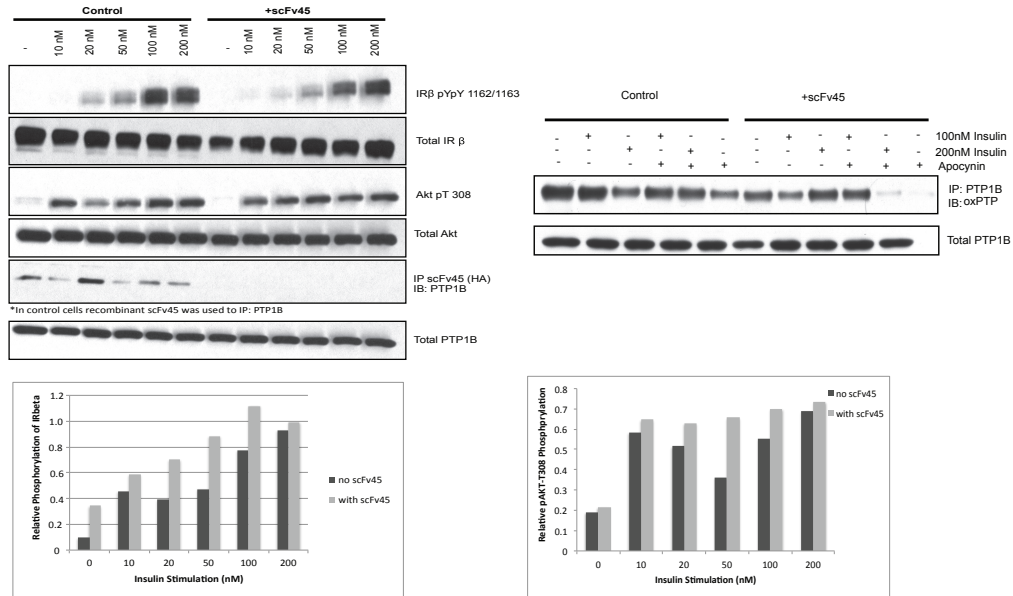 Control +scFv45
- 10 nM 20 nM 50 nM 100 nM 200 nM - 10 nM 20 nM 50 nM 100 nM 200 nM
IRβ pYpY 1162/1163
Total IR β
Akt pT 308
Total Akt
IP scFv45 (HA)
IB: PTP1B
*In control cells recombinant scFv45 was used to IP: PTP1B
Total PTP1B
Control +scFv45
- + - + - - - + - + - - 100nM Insulin
- - + - + - - - + - + - 200nM Insulin
- - - + + + - - - + + + Apocynin
IP: PTP1B
IB: oxPTP
Total PTP1B
Relative Phosphorylation of IRbeta
1.2
1.0
0.8
0.6
0.4
0.2
0
0 10 20 50 100 200
Insulin Stimulation (nM)
no scFv45
with scFv45
Relative pAKT-T308 Phosphprylation
0.8
0.7
0.6
0.5
0.4
0.3
0.2
0.1
0
0 10 20 50 100 200
Insulin Stimulation (nM)
no scFv45
with scFv45